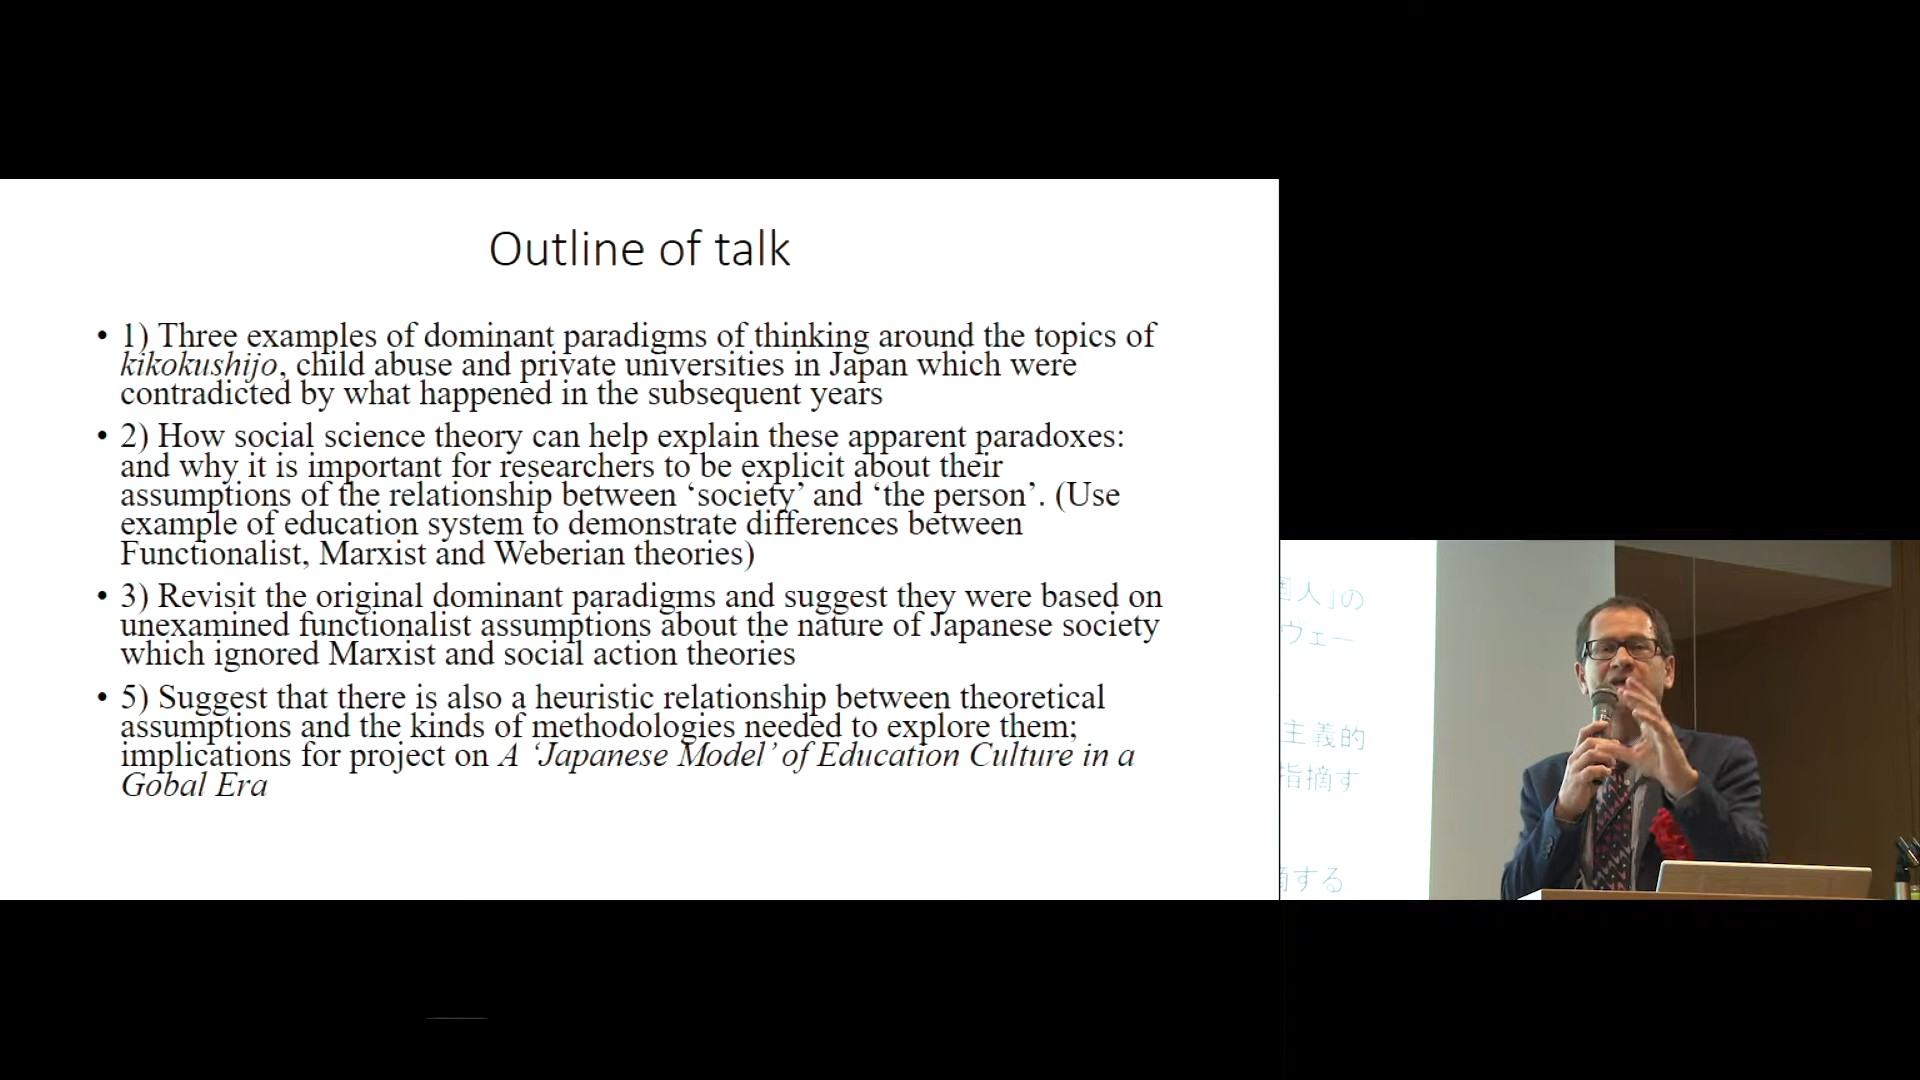 Outline of talk
• 1) Three examples of dominant paradigms of thinking around the topics of
kikokushijo, child abuse and private universities in Japan which were
contradicted by what happened in the subsequent years
• 2) How social science theory can help explain these apparent paradoxes:
and why it is important for researchers to be explicit about their
assumptions of the relationship between ‘society’ and ‘the person’. (Use
example of education system to demonstrate differences between
Functionalist, Marxist and Weberian theories)
• 3) Revisit the original dominant paradigms and suggest they were based on
unexamined functionalist assumptions about the nature of Japanese society
which ignored Marxist and social action theories
• 5) Suggest that there is also a heuristic relationship between theoretical
assumptions and the kinds of methodologies needed to explore them;
implications for project on A ‘Japanese Model’ of Education Culture in a
Gobal Era
国人」の
ヴェー
主義的
指摘す
摘する